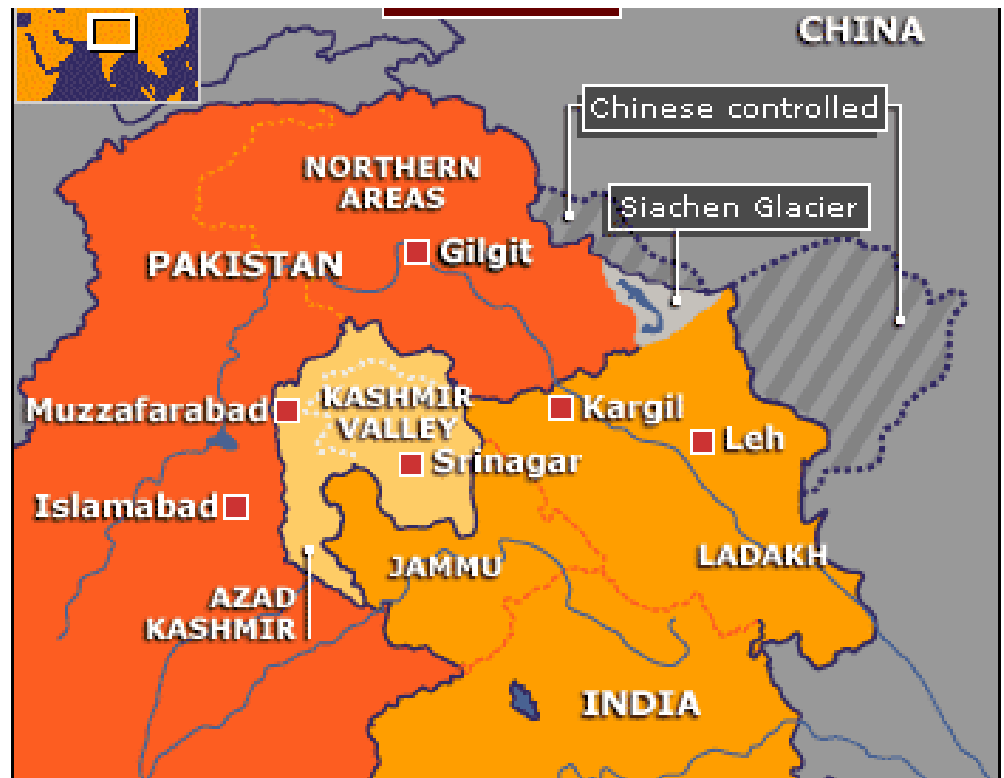 CHINA
Chinese controlled
NORTHERN
AREAS
Siachen Glacier
Gilgit
PAKISTAN
KASHMIR
VALLEY
Muzzafarabad
Kargil
Leh
Srinagar
Islamabad
JAMMU
LADAKH
AZAD
KASHMIR
INDIA